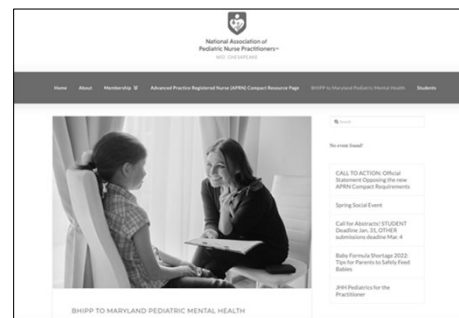 National Association of
Pediatric Nurse Practitioners™
MD CHESAPEAKE
Home About Membership Advanced Practice Registered Nurse (APRN) Compact Resource Page BHIPP to Maryland Pediatric Mental Health Students
Search
No event found!
CALL TO ACTION: Official
Statement Opposing the new
APRN Compact Requirements
Spring Social Event
Call for Abstracts! STUDENT
Deadline Jan. 31, OTHER
submissions deadline Mar. 4
Baby Formula Shortage 2022:
Tips for Parents to Safely Feed
Babies
JHH Pediatrics for the
Practitioner
BHIPP TO MARYLAND PEDIATRIC MENTAL HEALTH